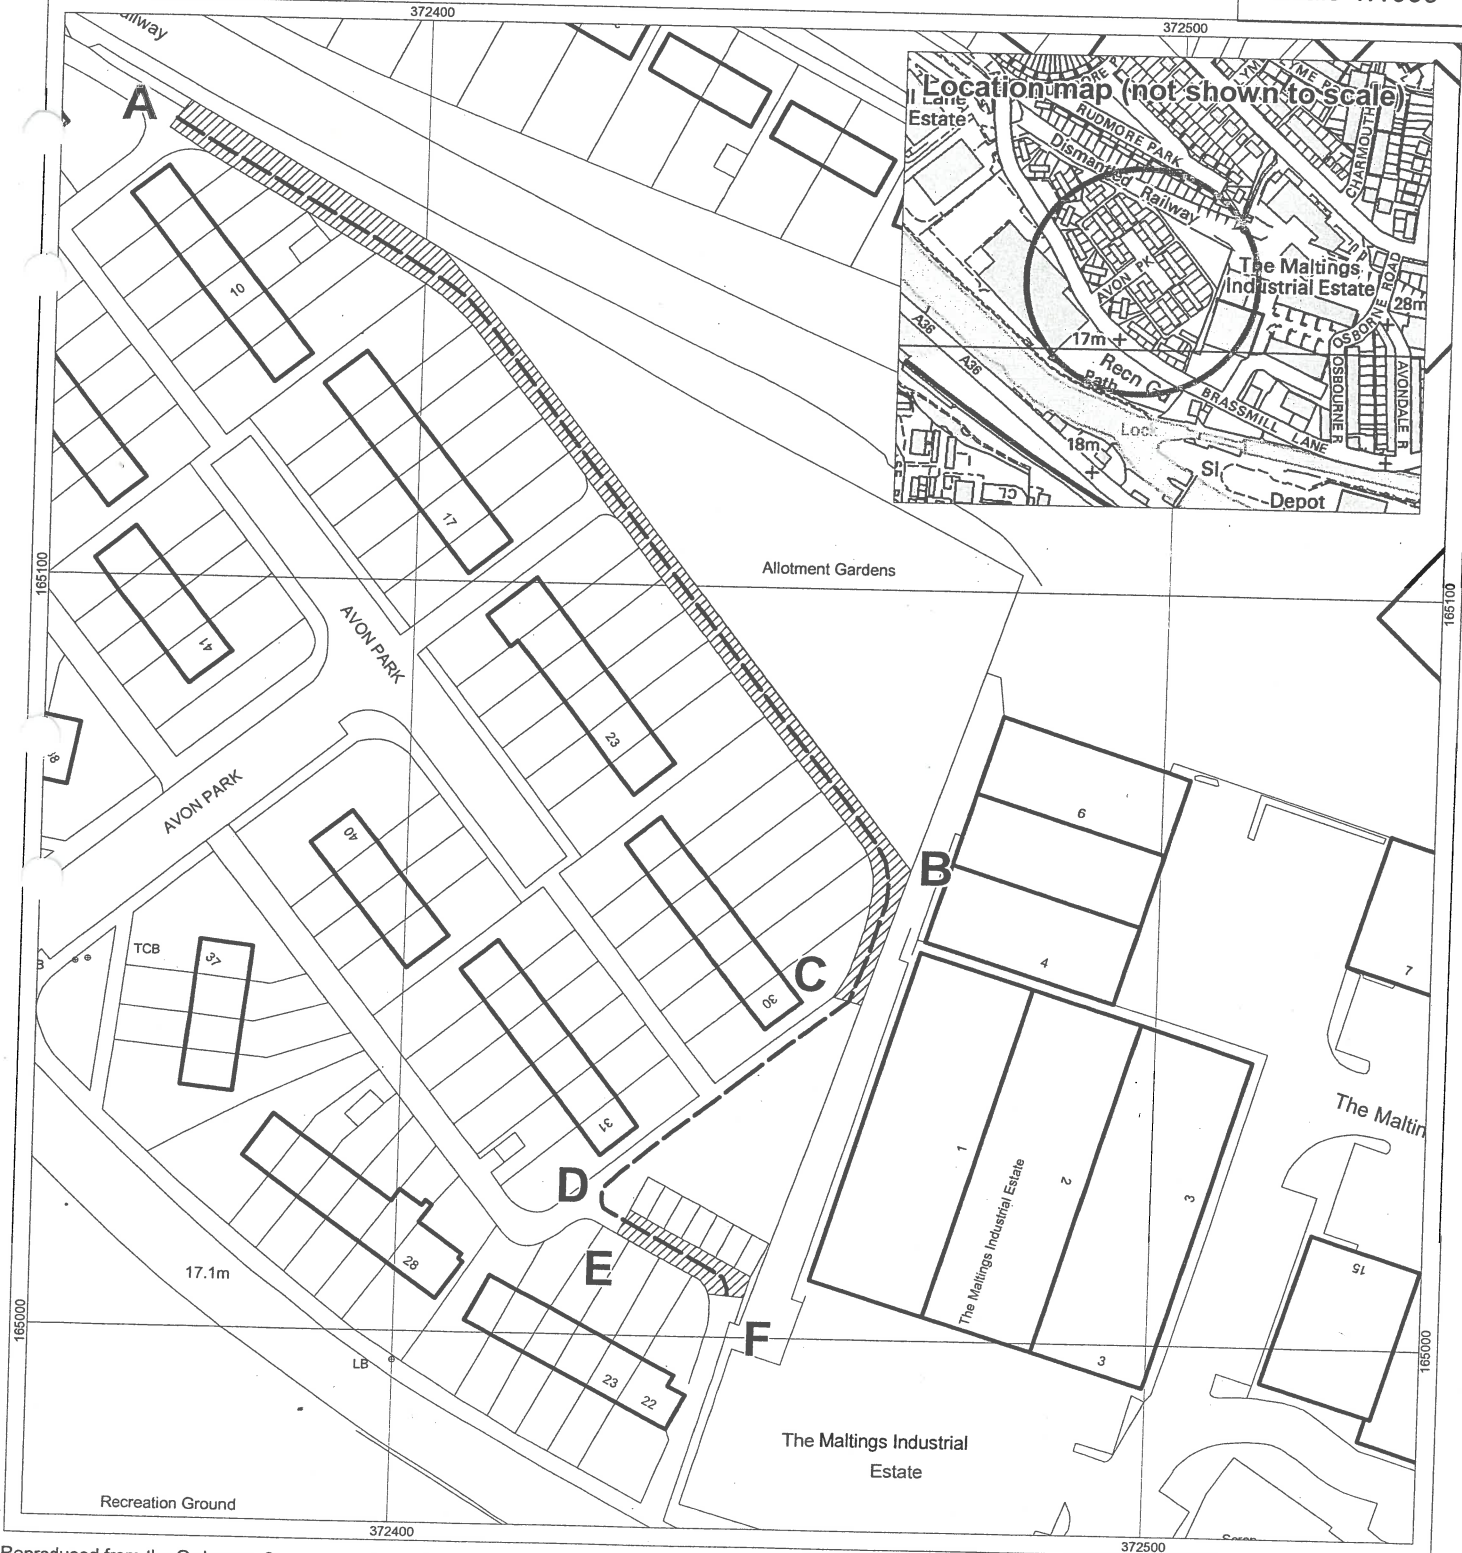 372400
372500
ailway
A
Location map (not shown to scale)
ll Lane
Estate
RUDMORE PARK
Dismantled Railway
CHARMOUTH
AVON PK
The Maltings
Industrial Estate
OSBORNE ROAD
28m
17m
A36
A36
Recn G
Path
BRASSMILL LANE
OSBOURNE R
AVONDALE R
Lock
18m
Sl
Depot
CL
10
17
165100
Allotment Gardens
165100
41
AVON PARK
23
AVON PARK
40
9
B
4
7
TCB
B
37
C
30
31
D
1
The Maltings Industrial Estate
2
3
The Maltin
E
28
17.1m
15
165000
F
165000
LB
3
23
22
The Maltings Industrial
Estate
Recreation Ground
372400
372500